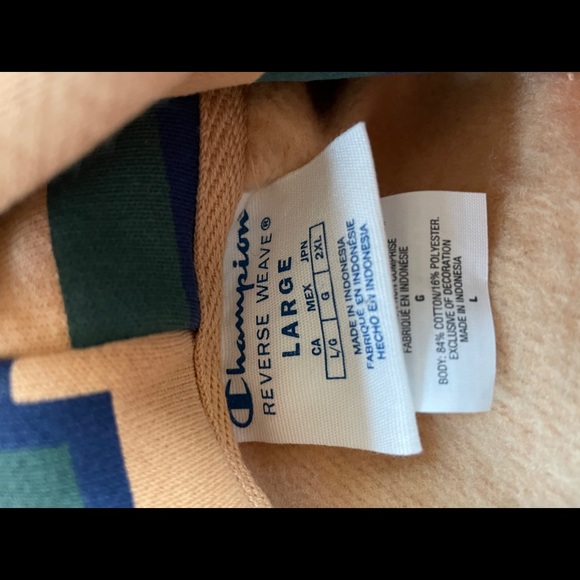 Champion
REVERSE WEAVE®
LARGE
CA MEX JPN
L/G G 2XL
MADE IN INDONESIA
FABRIQUÉ EN INDONÉSIE
HECHO EN INDONESIA
COMPRISE
FABRIQUÉ EN INDONÉSIE
G
BODY: 84% COTTON/16% POLYESTER.
EXCLUSIVE OF DECORATION
MADE IN INDONESIA
L